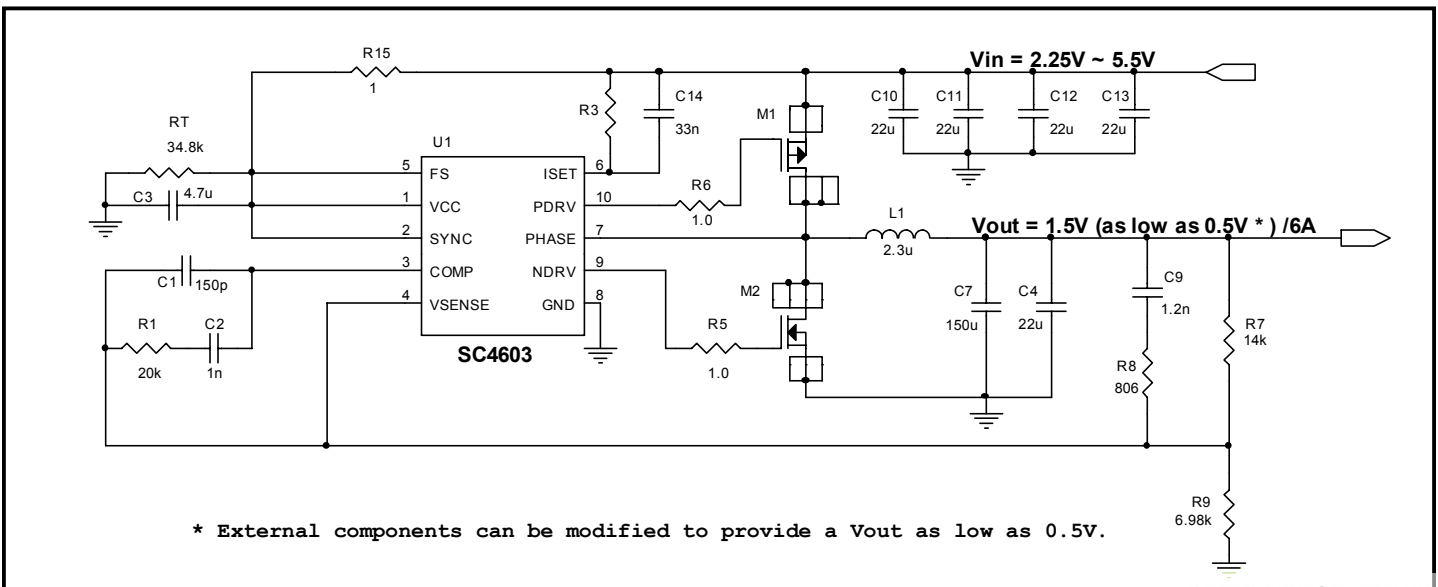 R15
1
Vin = 2.25V ~ 5.5V
R3
C14
33n
M1
C10
22u
C11
22u
C12
22u
C13
22u
RT
34.8k
C3
4.7u
U1
5 FS
1 VCC
2 SYNC
3 COMP
4 VSENSE
ISET 6
PDRV 10
PHASE 7
NDRV 9
GND 8
SC4603
R6
1.0
L1
2.3u
Vout = 1.5V (as low as 0.5V * ) /6A
C1
150p
R1
20k
C2
1n
R5
1.0
M2
C7
150u
C4
22u
C9
1.2n
R8
806
R7
14k
R9
6.98k
* External components can be modified to provide a Vout as low as 0.5V.